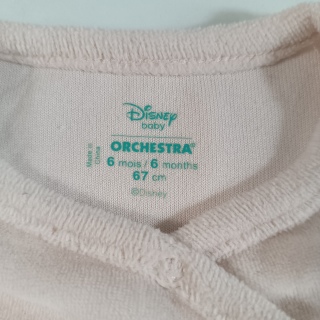 Disney
baby
ORCHESTRA®
6 mois / 6 months
67 cm
©Disney
Made in
China